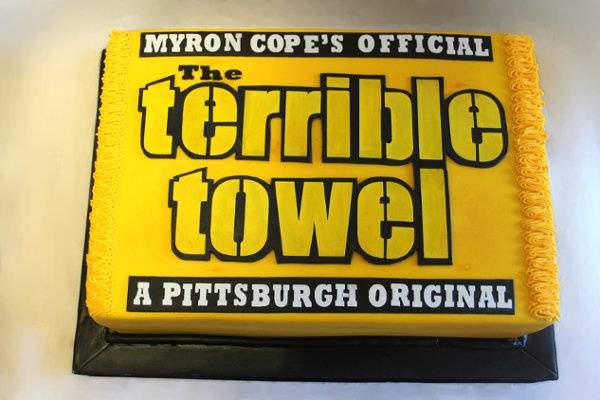 MYRON COPE'S OFFICIAL
The
terrible
towel
A PITTSBURGH ORIGINAL